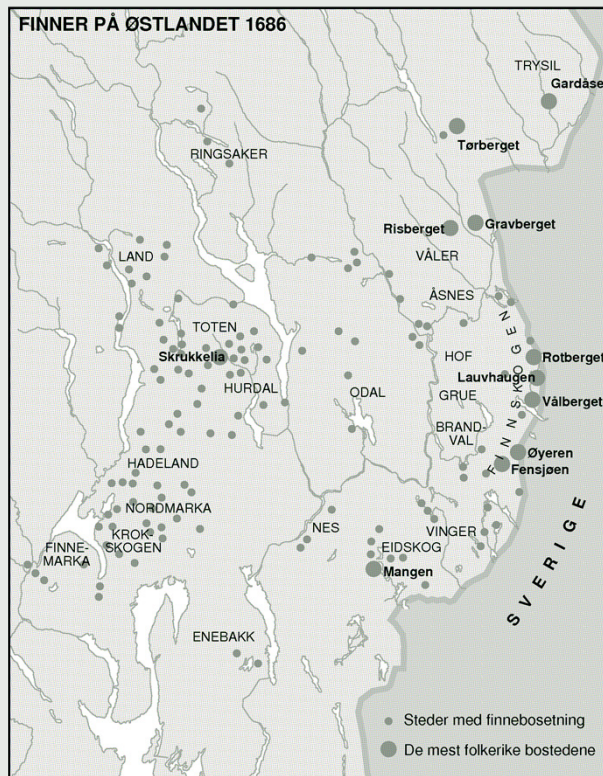 FINNER PÅ ØSTLANDET 1686
TRYSIL
Gardåsen
Tørberget
RINGSAKER
Risberget
Gravberget
VÅLER
LAND
ÅSNES
TOTEN
Skrukkelia
HOF
Rotberget
Lauvhaugen
HURDAL
ODAL
GRUE
Vålberget
FINNSKOGEN
BRAND-
VAL
Øyeren
Fensjøen
HADELAND
NORDMARKA
KROK-
SKOGEN
FINNE-
MARKA
NES
VINGER
EIDSKOG
Mangen
SVERIGE
ENEBAKK
Steder med finnebosetning
De mest folkerike bostedene